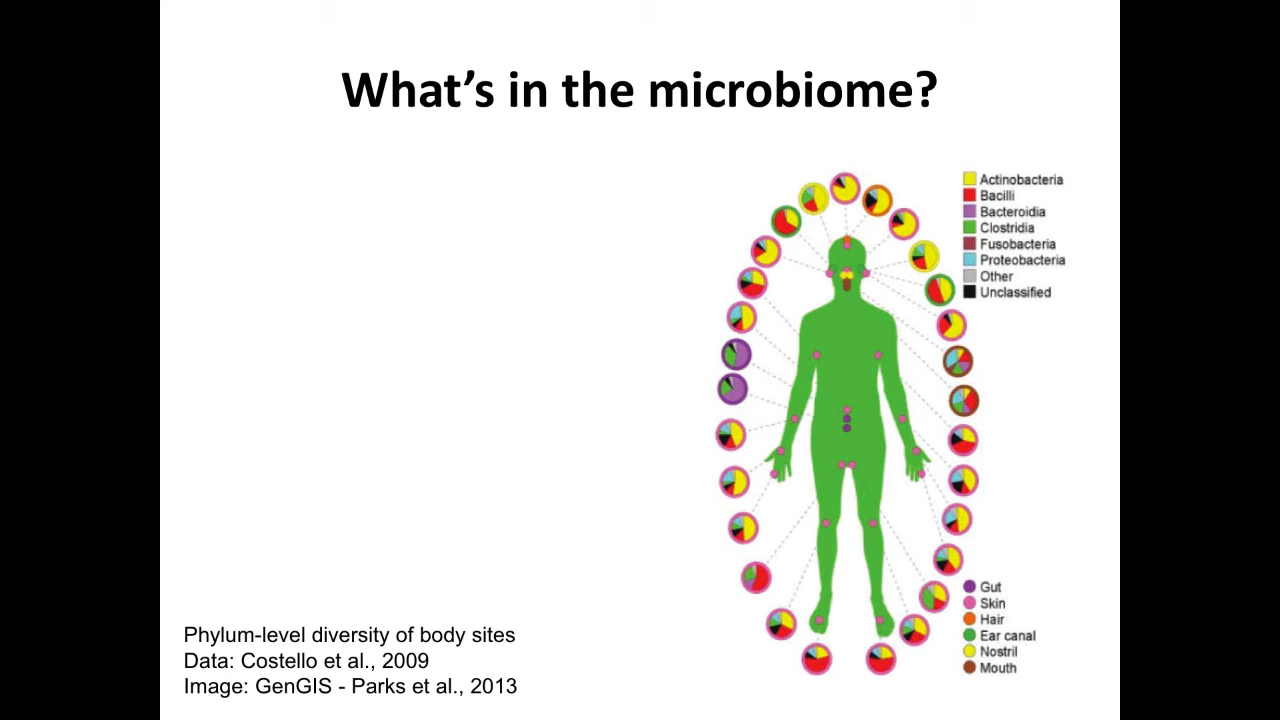 What’s in the microbiome?
Actinobacteria
Bacilli
Bacteroidia
Clostridia
Fusobacteria
Proteobacteria
Other
Unclassified
Gut
Skin
Hair
Ear canal
Nostril
Mouth
Phylum-level diversity of body sites
Data: Costello et al., 2009
Image: GenGIS - Parks et al., 2013